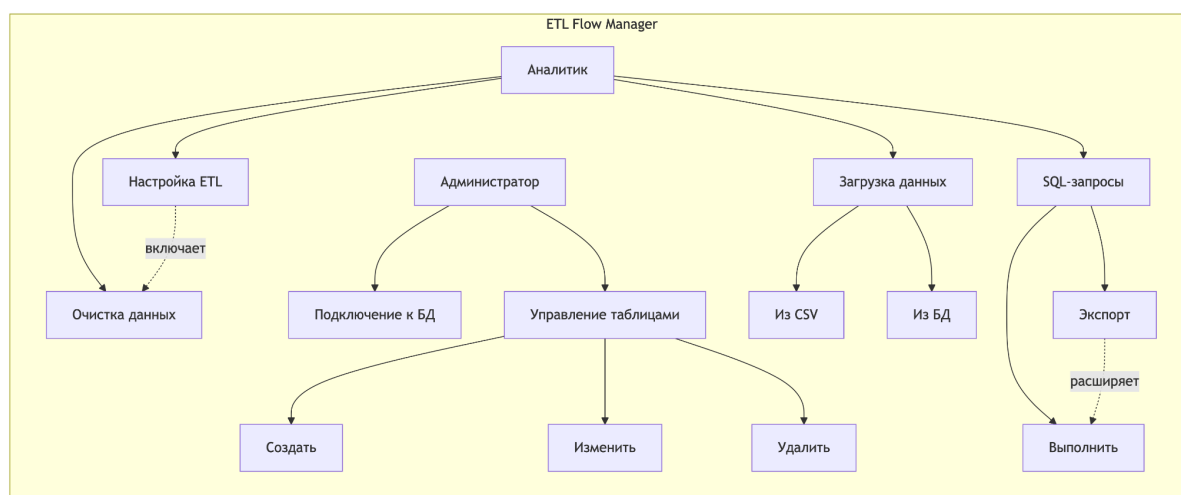 ETL Flow Manager
Аналитик
Настройка ETL
Администратор
Загрузка данных
SQL-запросы
включает
Очистка данных
Подключение к БД
Управление таблицами
Из CSV
Из БД
Экспорт
расширяет
Создать
Изменить
Удалить
Выполнить